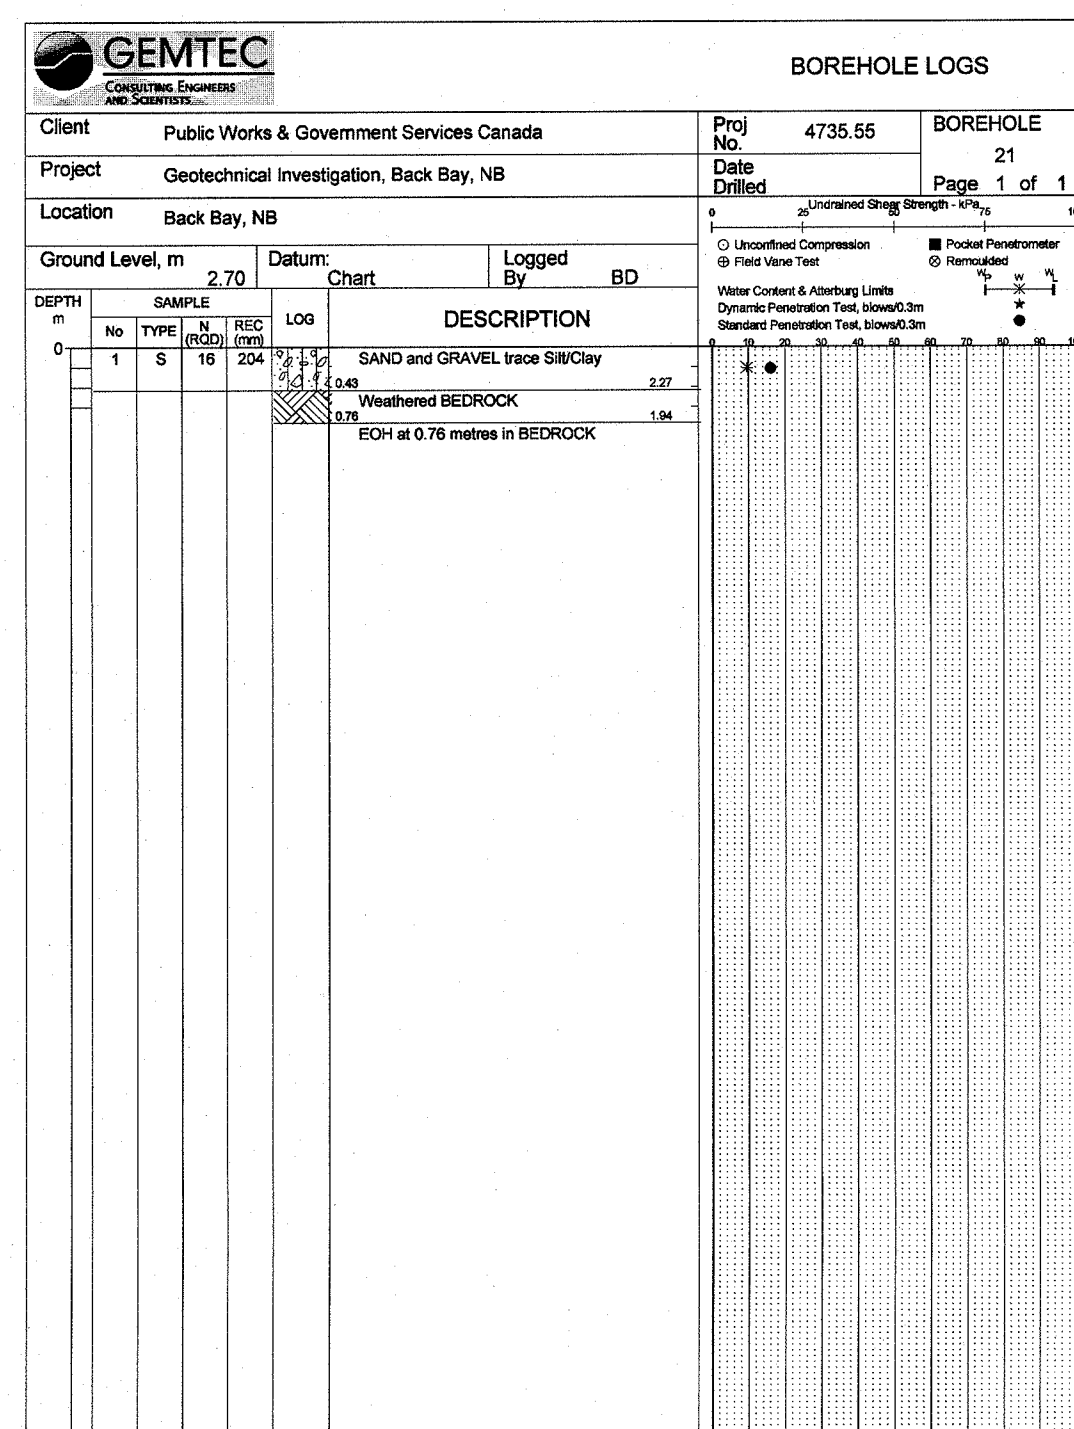 GEMTEC
CONSULTING ENGINEERS
AND SCIENTISTS
BOREHOLE LOGS
Client Public Works & Government Services Canada
Proj No. 4735.55
BOREHOLE
21
Page 1 of 1
Project Geotechnical Investigation, Back Bay, NB
Date Drilled
Location Back Bay, NB
Undrained Shear Strength - kPa
0 25 50 75
Ground Level, m 2.70
Datum: Chart
Logged By BD
Unconfined Compression Pocket Penetrometer
Field Vane Test Remoulded
Water Content & Atterburg Limits Wp W WL
Dynamic Penetration Test, blows/0.3m
Standard Penetration Test, blows/0.3m
DEPTH m
SAMPLE
No TYPE N (RQD) REC (mm)
LOG
DESCRIPTION
0 10 20 30 40 50 60 70 80 90
0
1 S 16 204 SAND and GRAVEL trace Silt/Clay
0.43 2.27
Weathered BEDROCK
0.76 1.94
EOH at 0.76 metres in BEDROCK